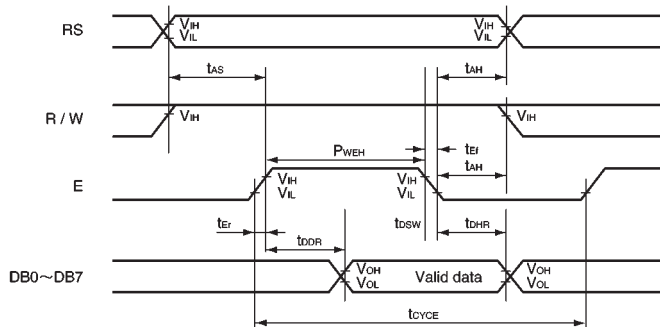 RS
VIH
VIL
VIH
VIL
tAS
tAH
R / W
VIH
VIH
PWEH
tEf
tAH
E
VIH
VIL
VIH
VIL
tEr
tDDR
tDSW
tDHR
DB0~DB7
VOH
VOL
Valid data
VOH
VOL
tCYCE